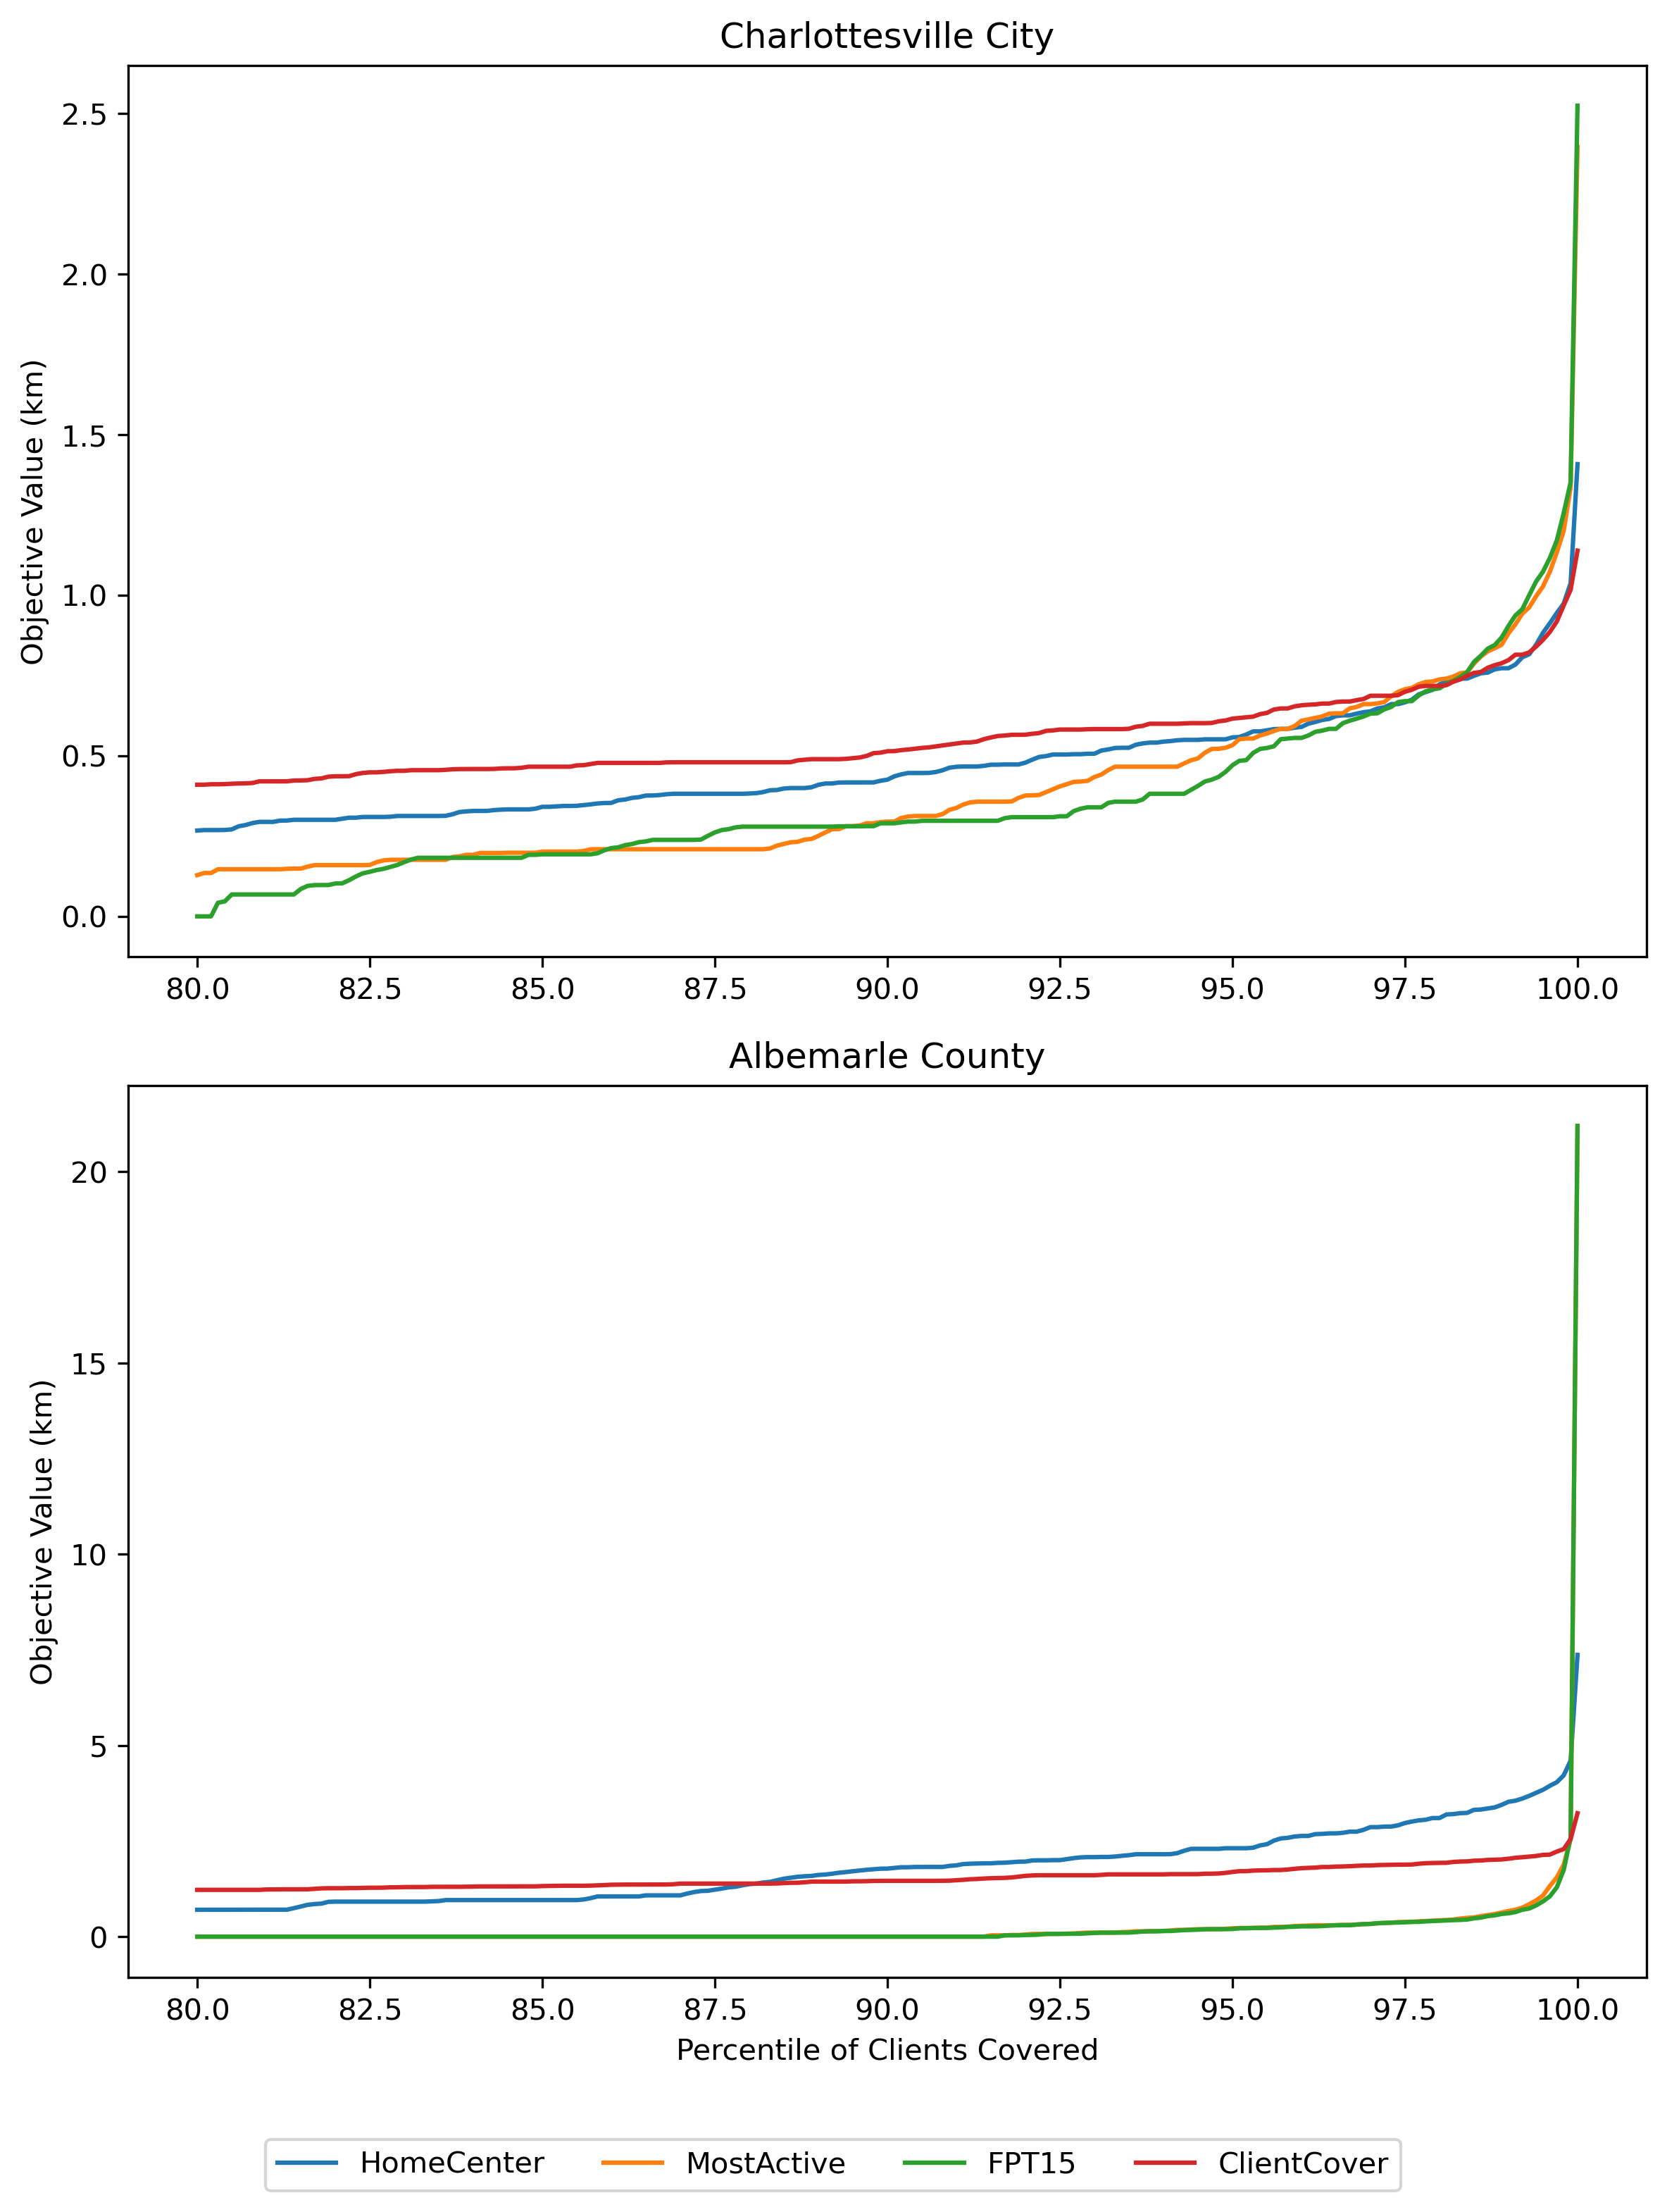 Charlottesville City
Objective Value (km)
2.5
2.0
1.5
1.0
0.5
0.0
80.0 82.5 85.0 87.5 90.0 92.5 95.0 97.5 100.0
Albemarle County
Objective Value (km)
20
15
10
5
0
80.0 82.5 85.0 87.5 90.0 92.5 95.0 97.5 100.0
Percentile of Clients Covered
HomeCenter MostActive FPT15 ClientCover